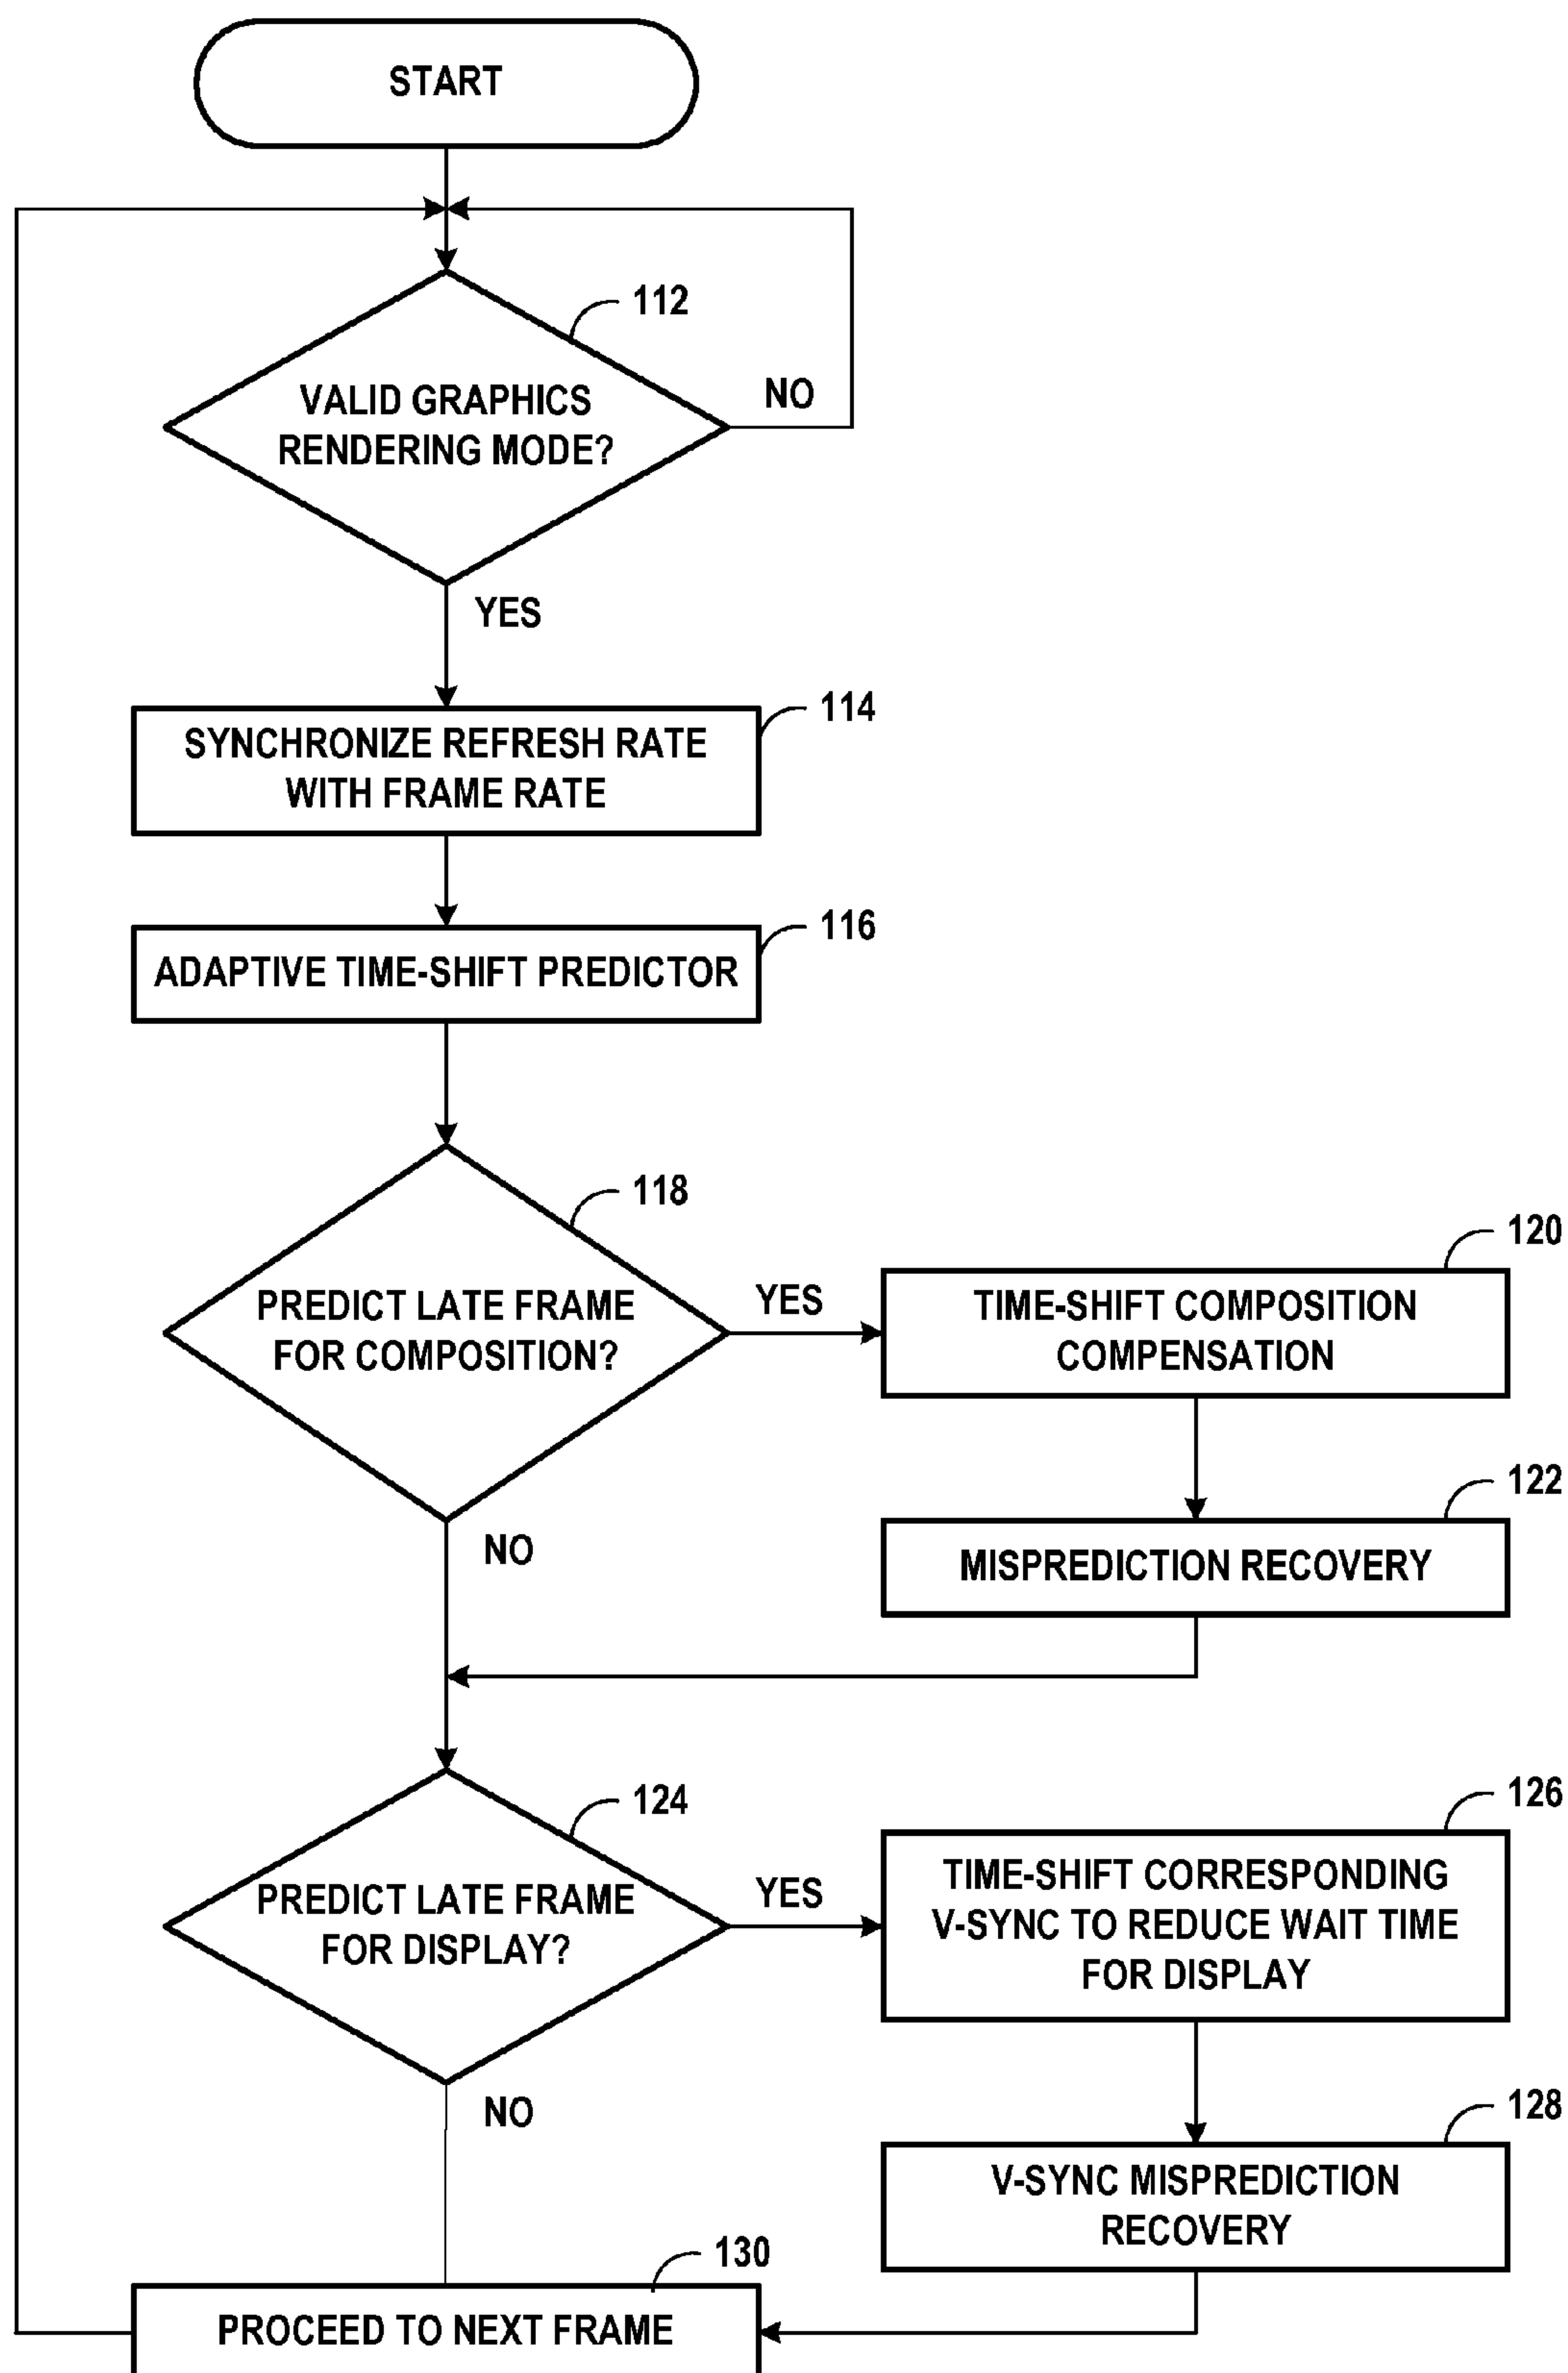 START
112
VALID GRAPHICS
RENDERING MODE?
NO
YES
114
SYNCHRONIZE REFRESH RATE
WITH FRAME RATE
116
ADAPTIVE TIME-SHIFT PREDICTOR
118
PREDICT LATE FRAME
FOR COMPOSITION?
YES
120
TIME-SHIFT COMPOSITION
COMPENSATION
122
MISPREDICTION RECOVERY
NO
124
PREDICT LATE FRAME
FOR DISPLAY?
YES
126
TIME-SHIFT CORRESPONDING
V-SYNC TO REDUCE WAIT TIME
FOR DISPLAY
NO
128
V-SYNC MISPREDICTION
RECOVERY
130
PROCEED TO NEXT FRAME